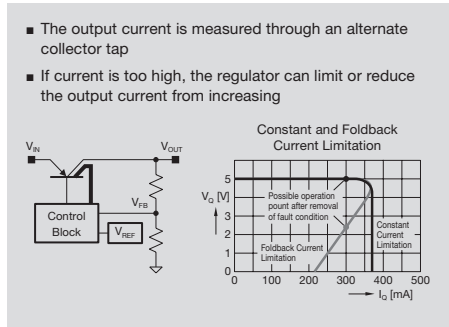 ■ The output current is measured through an alternate
collector tap
■ If current is too high, the regulator can limit or reduce
the output current from increasing
Constant and Foldback
Current Limitation
VIN
VOUT
VFB
Control
Block
VREF
VQ [V]
5
4
3
2
1
0
Possible operation
pount after removal
of fault condition
Constant
Current
Limitation
Foldback Current
Limitation
0 100 200 300 400 500
IQ [mA]